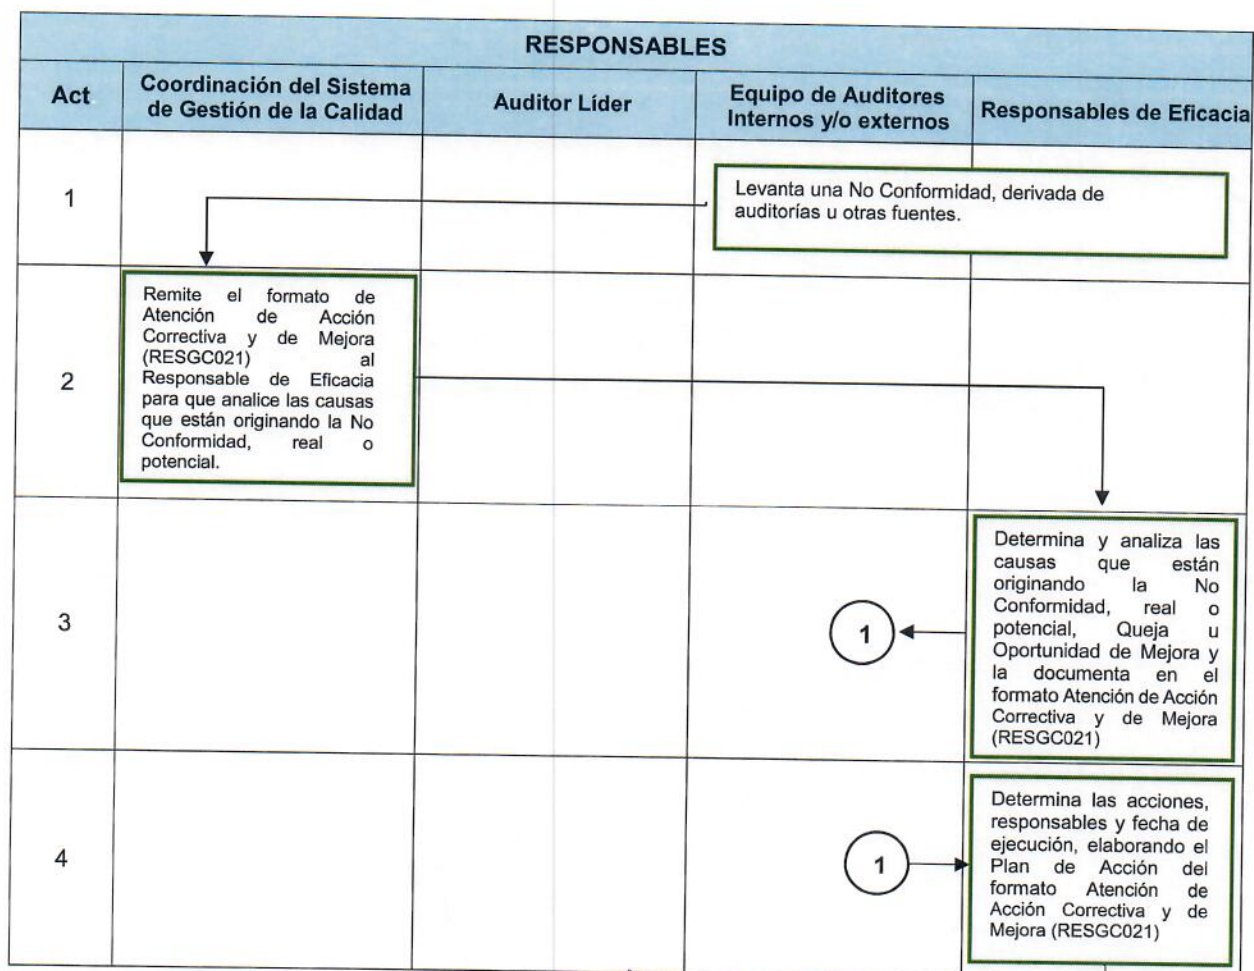 RESPONSABLES
Act.
Coordinación del Sistema
de Gestión de la Calidad
Auditor Líder
Equipo de Auditores
Internos y/o externos
Responsables de Eficacia
1
Levanta una No Conformidad, derivada de
auditorías u otras fuentes.
2
Remite el formato de
Atención de Acción
Correctiva y de Mejora
(RESGC021) al
Responsable de Eficacia
para que analice las causas
que están originando la No
Conformidad, real o
potencial.
3
1
Determina y analiza las
causas que están
originando la No
Conformidad, real o
potencial, Queja u
Oportunidad de Mejora y
la documenta en el
formato Atención de Acción
Correctiva y de Mejora
(RESGC021)
4
1
Determina las acciones,
responsables y fecha de
ejecución, elaborando el
Plan de Acción del
formato Atención de
Acción Correctiva y de
Mejora (RESGC021)